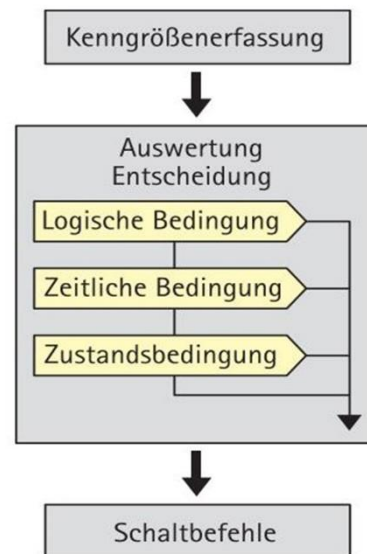 Kenngrößenerfassung
Auswertung
Entscheidung
Logische Bedingung
Zeitliche Bedingung
Zustandsbedingung
Schaltbefehle